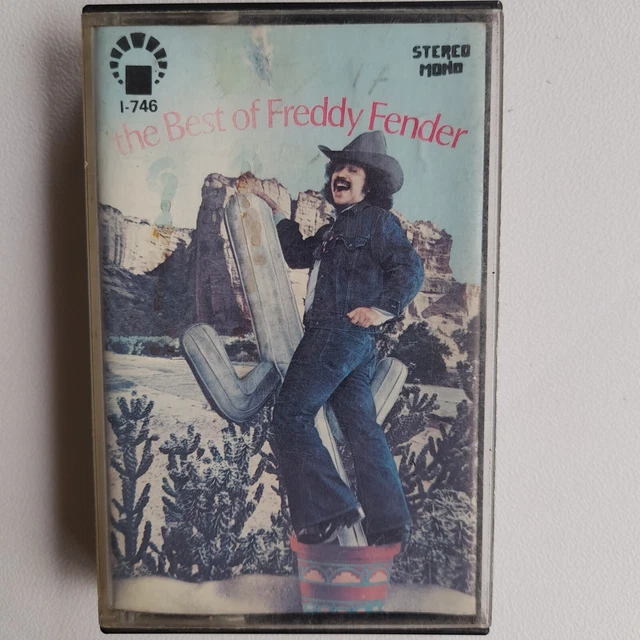 STEREO
MONO
I-746
the Best of Freddy Fender